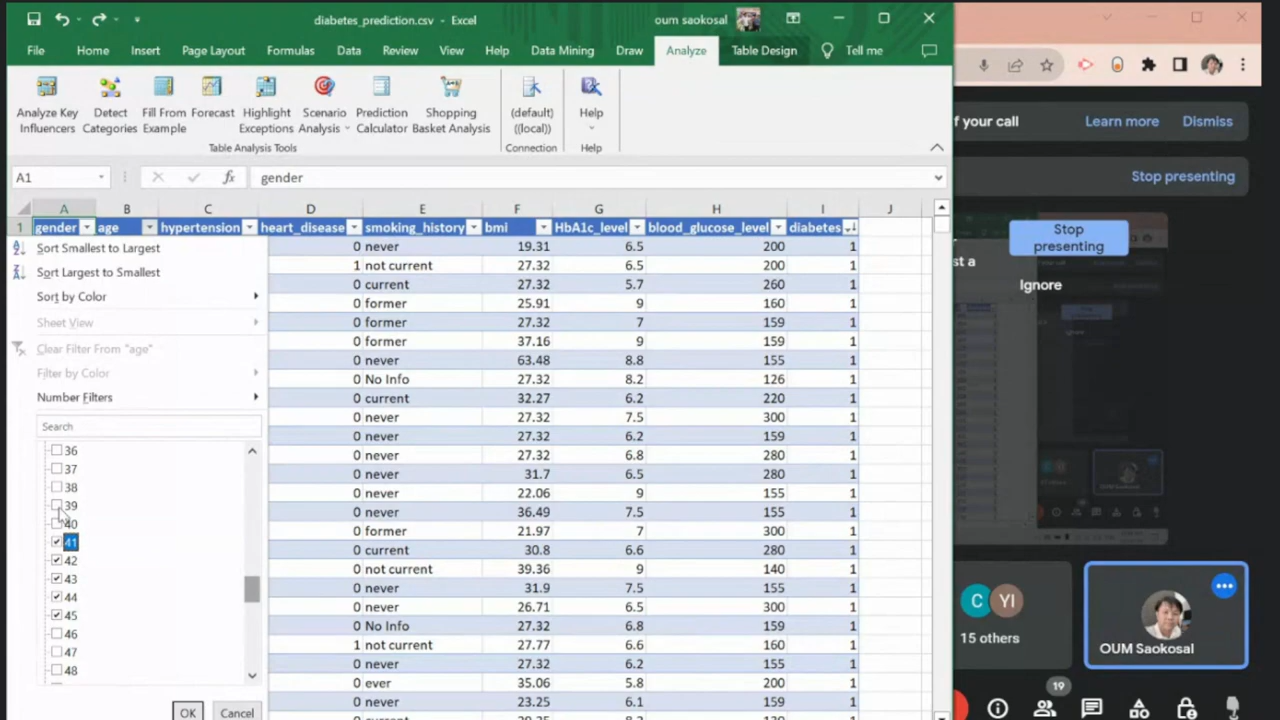 diabetes_prediction.csv - Excel
oum saokosal
File Home Insert Page Layout Formulas Data Review View Help Data Mining Draw Analyze Table Design Tell me
Analyze Key Influencers
Detect Categories
Fill From Example
Forecast
Highlight Exceptions
Scenario Analysis
Prediction Calculator
Shopping Basket Analysis
(default) ((local))
Help
Table Analysis Tools
Connection
Help
A1
fx
gender
A B C D E F G H I J
1 gender age hypertension heart_disease smoking_history bmi HbA1c_level blood_glucose_level diabetes
0 never 19.31 6.5 200 1
1 not current 27.32 6.5 200 1
0 current 27.32 5.7 260 1
0 former 25.91 9 160 1
0 former 27.32 7 159 1
0 former 37.16 9 159 1
0 never 63.48 8.8 155 1
0 No Info 27.32 8.2 126 1
0 current 32.27 6.2 220 1
0 never 27.32 7.5 300 1
0 never 27.32 6.2 159 1
0 never 27.32 6.8 280 1
0 never 31.7 6.5 280 1
0 never 22.06 9 155 1
0 never 36.49 7.5 155 1
0 former 21.97 7 300 1
0 current 30.8 6.6 280 1
0 not current 39.36 9 140 1
0 never 31.9 7.5 155 1
0 never 26.71 6.5 300 1
0 No Info 27.32 6.8 159 1
1 not current 27.77 6.6 160 1
0 never 27.32 6.2 155 1
0 ever 35.06 5.8 200 1
0 never 23.25 6.1 159 1
Sort Smallest to Largest
Sort Largest to Smallest
Sort by Color
Sheet View
Clear Filter From "age"
Filter by Color
Number Filters
Search
36
37
38
39
40
41
42
43
44
45
46
47
48
OK Cancel
f your call
Learn more
Dismiss
Stop presenting
Stop
presenting
st a
Ignore
C YI
15 others
OUM Saokosal
19